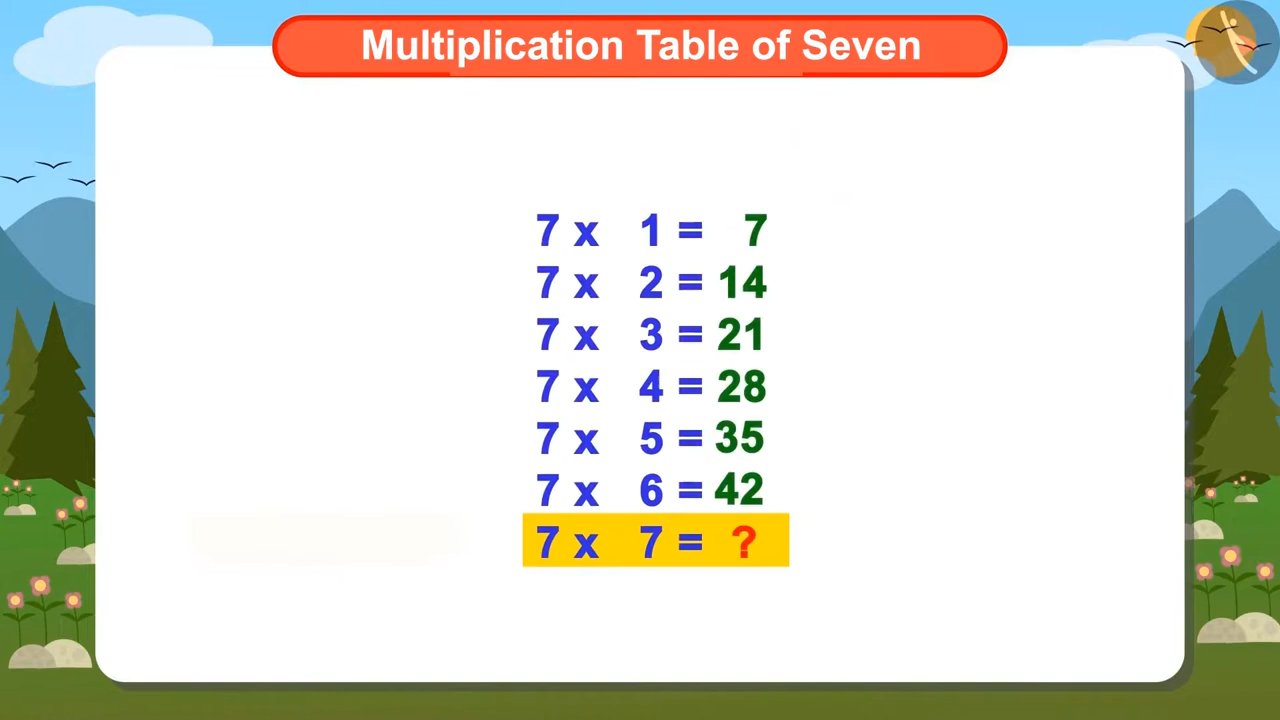 Multiplication Table of Seven
7 x 1 = 7
7 x 2 = 14
7 x 3 = 21
7 x 4 = 28
7 x 5 = 35
7 x 6 = 42
7 x 7 = ?